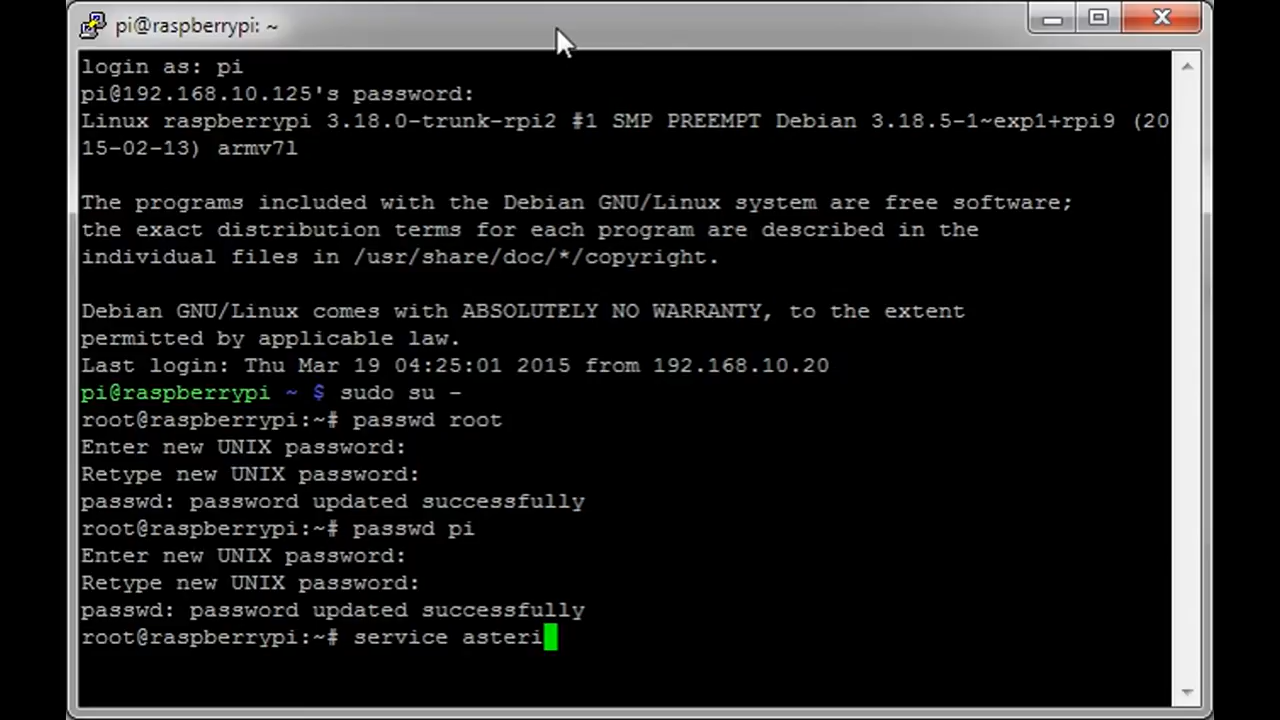 pi@raspberrypi: ~
login as: pi
pi@192.168.10.125's password:
Linux raspberrypi 3.18.0-trunk-rpi2 #1 SMP PREEMPT Debian 3.18.5-1~exp1+rpi9 (20
15-02-13) armv7l
The programs included with the Debian GNU/Linux system are free software;
the exact distribution terms for each program are described in the
individual files in /usr/share/doc/*/copyright.
Debian GNU/Linux comes with ABSOLUTELY NO WARRANTY, to the extent
permitted by applicable law.
Last login: Thu Mar 19 04:25:01 2015 from 192.168.10.20
pi@raspberrypi ~ $ sudo su -
root@raspberrypi:~# passwd root
Enter new UNIX password:
Retype new UNIX password:
passwd: password updated successfully
root@raspberrypi:~# passwd pi
Enter new UNIX password:
Retype new UNIX password:
passwd: password updated successfully
root@raspberrypi:~# service asteri